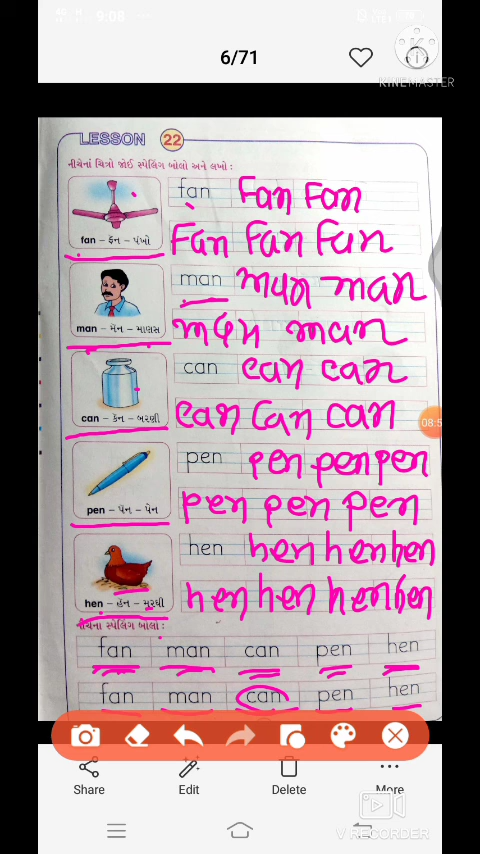 9:08
6/71
KINEMASTER
LESSON 22
નીચેનાં ચિત્રો જોઈ સ્પેલિંગ બોલો અને લખો :
fan Fan Fan
fan – ફૅન – પંખો
Fan Fan Fan
man man man
man – મૅન – માણસ
man man
can can can
can – કૅન – બરણી
can Can can
pen pen pen pen
pen – પૅન – પેન
pen pen pen
hen hen hen hen
hen – હૅન – મરઘી
hen hen hen hen
નીચેના સ્પેલિંગ બોલો :
fan man can pen hen
fan man can pen hen
08:5
Share Edit Delete More
V RECORDER